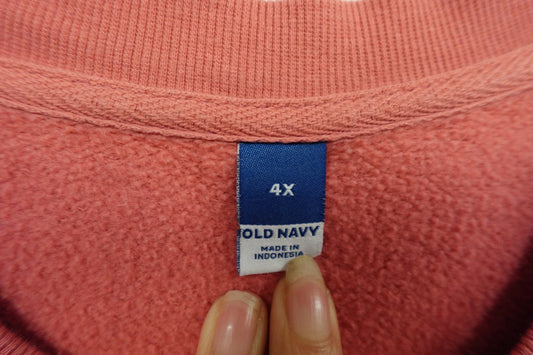 4X
OLD NAVY
MADE IN
INDONESIA